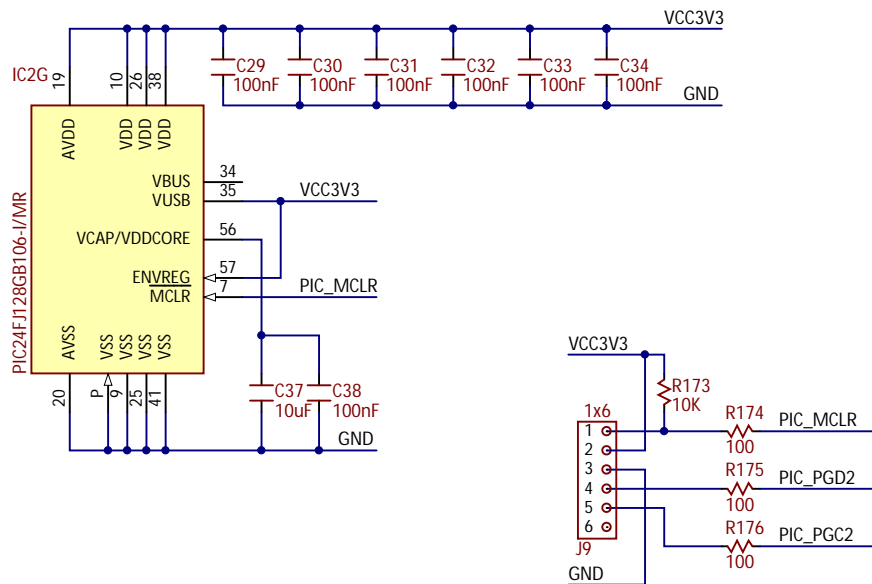 VCC3V3
IC2G
19
10
26
38
C29
100nF
C30
100nF
C31
100nF
C32
100nF
C33
100nF
C34
100nF
GND
AVDD
VDD
VDD
VDD
VBUS
34
VUSB
35
VCC3V3
VCAP/VDDCORE
56
ENVREG
57
MCLR
7
PIC_MCLR
PIC24FJ128GB106-I/MR
AVSS
VSS
VSS
VSS
VSS
20
P
9
25
41
C37
10uF
C38
100nF
GND
VCC3V3
R173
10K
1x6
1
2
3
4
5
6
J9
R174
100
PIC_MCLR
R175
100
PIC_PGD2
R176
100
PIC_PGC2
GND